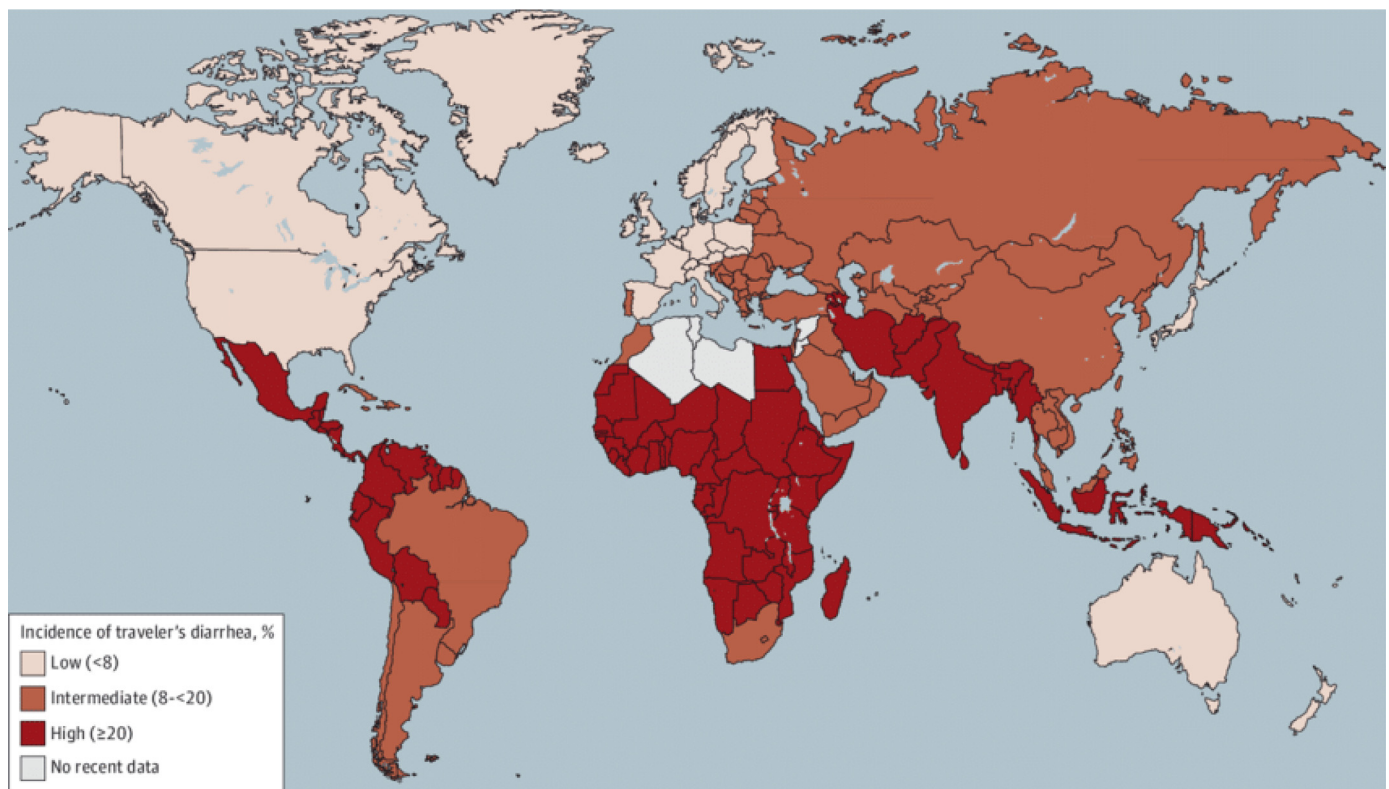 Incidence of traveler's diarrhea, %
Low (<8)
Intermediate (8-<20)
High (≥20)
No recent data